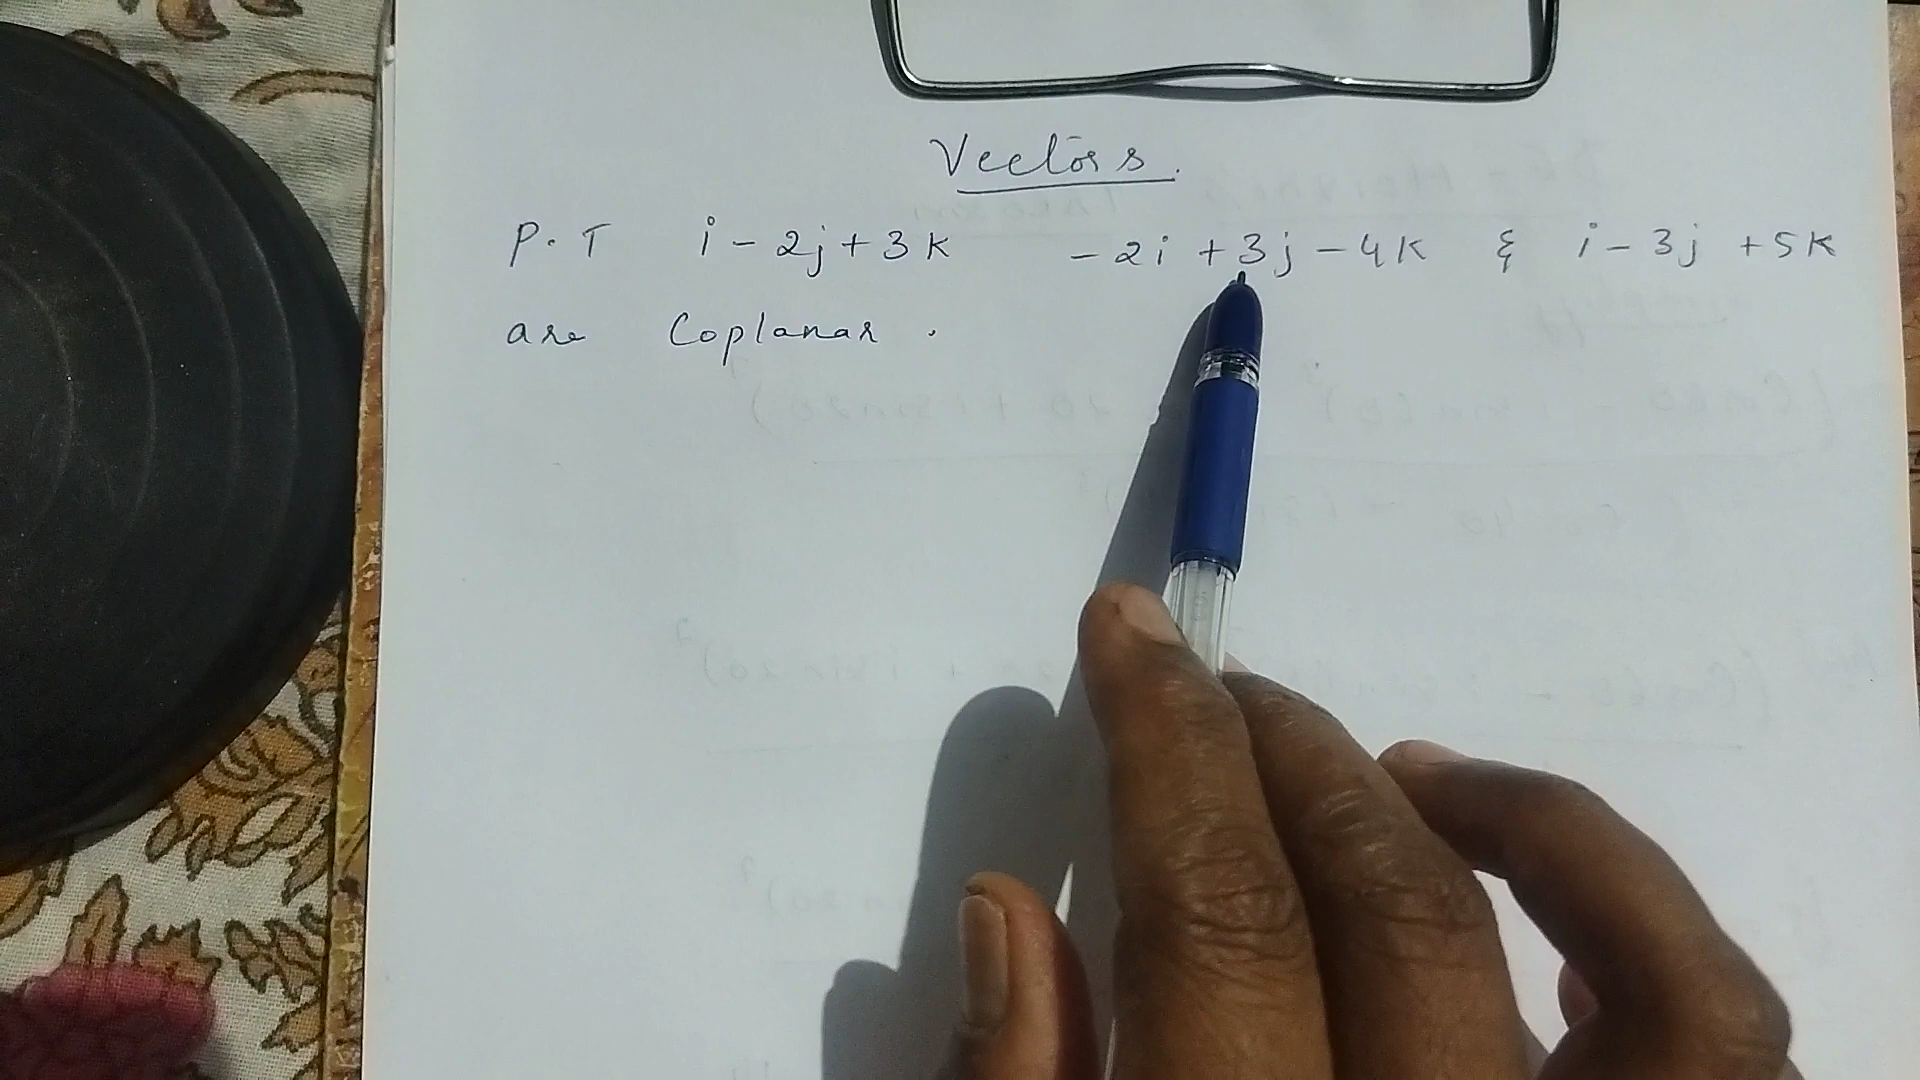 Vectors.
P.T i - 2j + 3k -2i + 3j - 4k & i - 3j + 5k
are Coplanar.